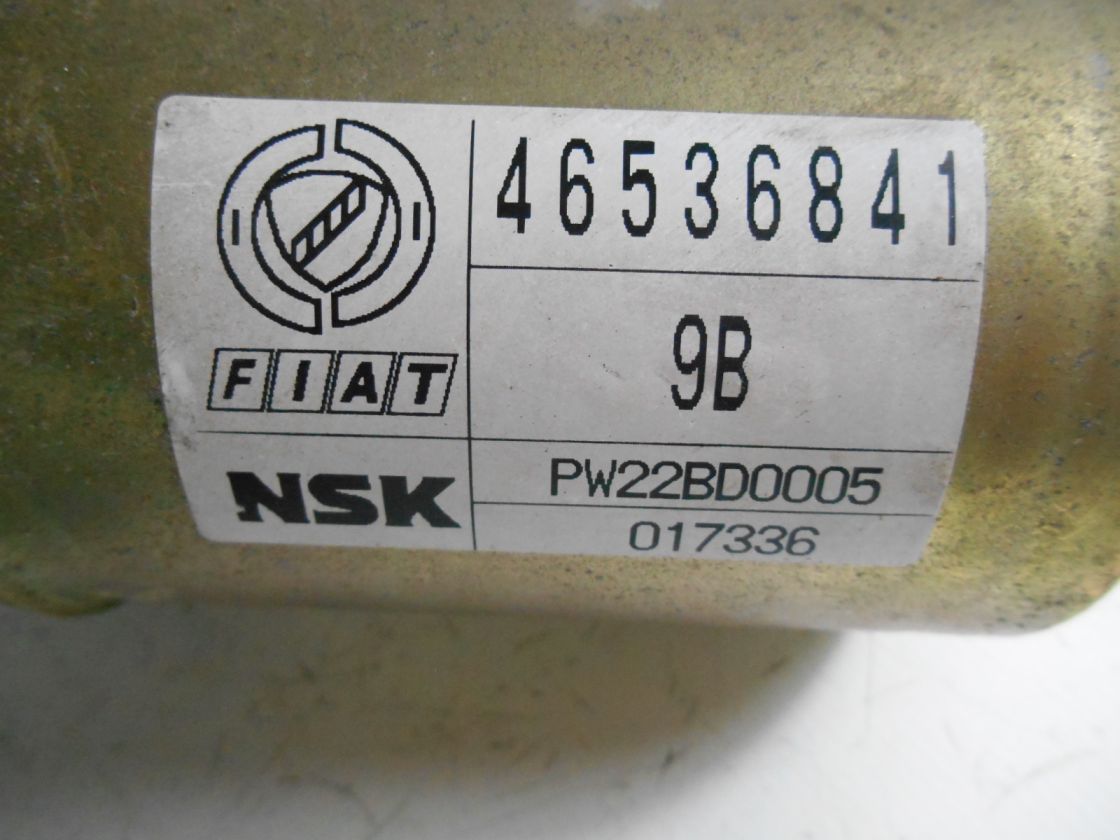 46536841
9B
FIAT
NSK
PW22BD0005
017336